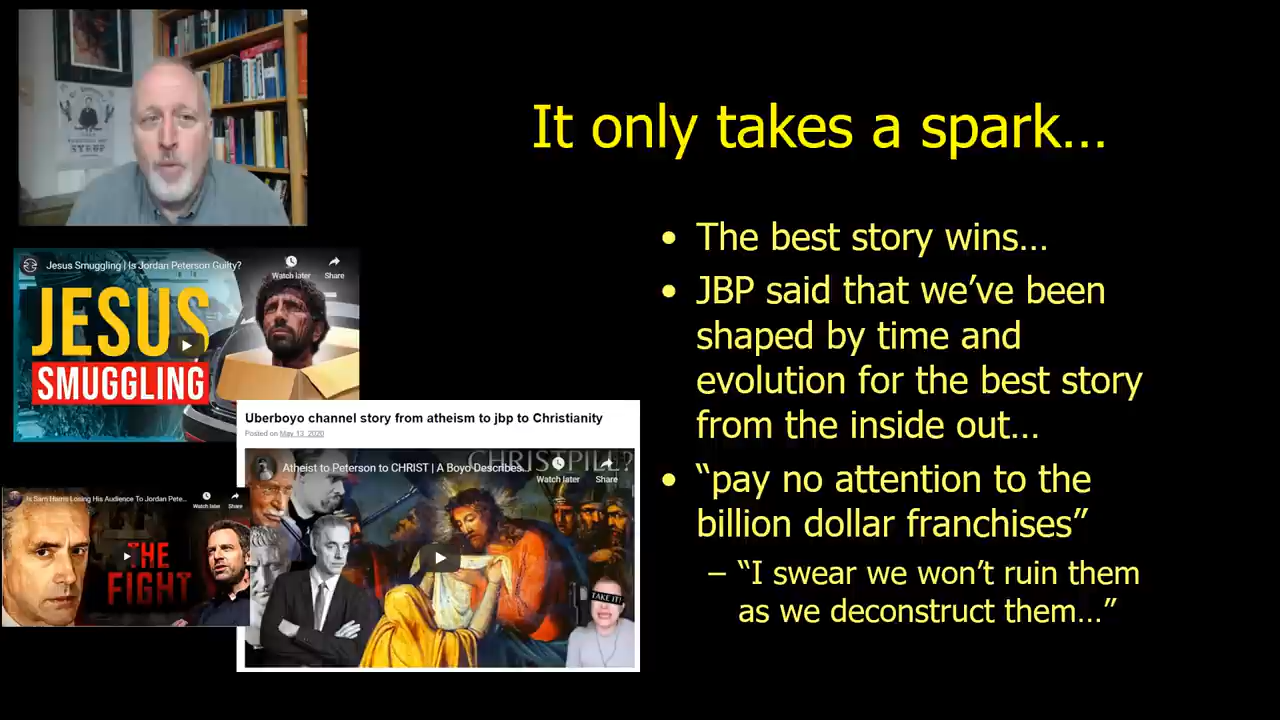 It only takes a spark…
• The best story wins…
• JBP said that we’ve been
shaped by time and
evolution for the best story
from the inside out…
• “pay no attention to the
billion dollar franchises”
– “I swear we won’t ruin them
as we deconstruct them…”
Jesus Smuggling | Is Jordan Peterson Guilty?
Watch later
Share
JESUS
SMUGGLING
Uberboyo channel story from atheism to jbp to Christianity
Posted on May 13, 2020
CHRISTPILL?
Atheist to Peterson to CHRIST | A Boyo Describes...
Watch later
Share
TAKE IT!
Is Sam Harris Losing His Audience To Jordan Pete...
Watch later
Share
THE
FIGHT